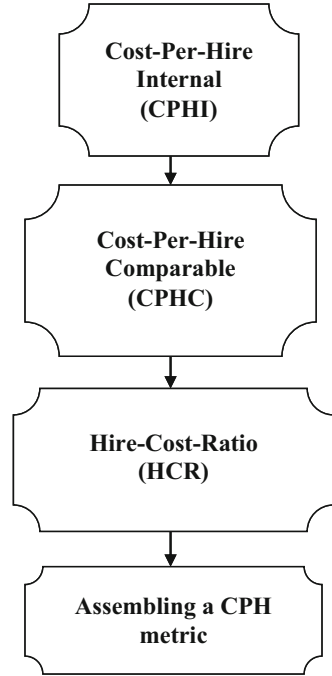 Cost-Per-Hire
Internal
(CPHI)
Cost-Per-Hire
Comparable
(CPHC)
Hire-Cost-Ratio
(HCR)
Assembling a CPH
metric